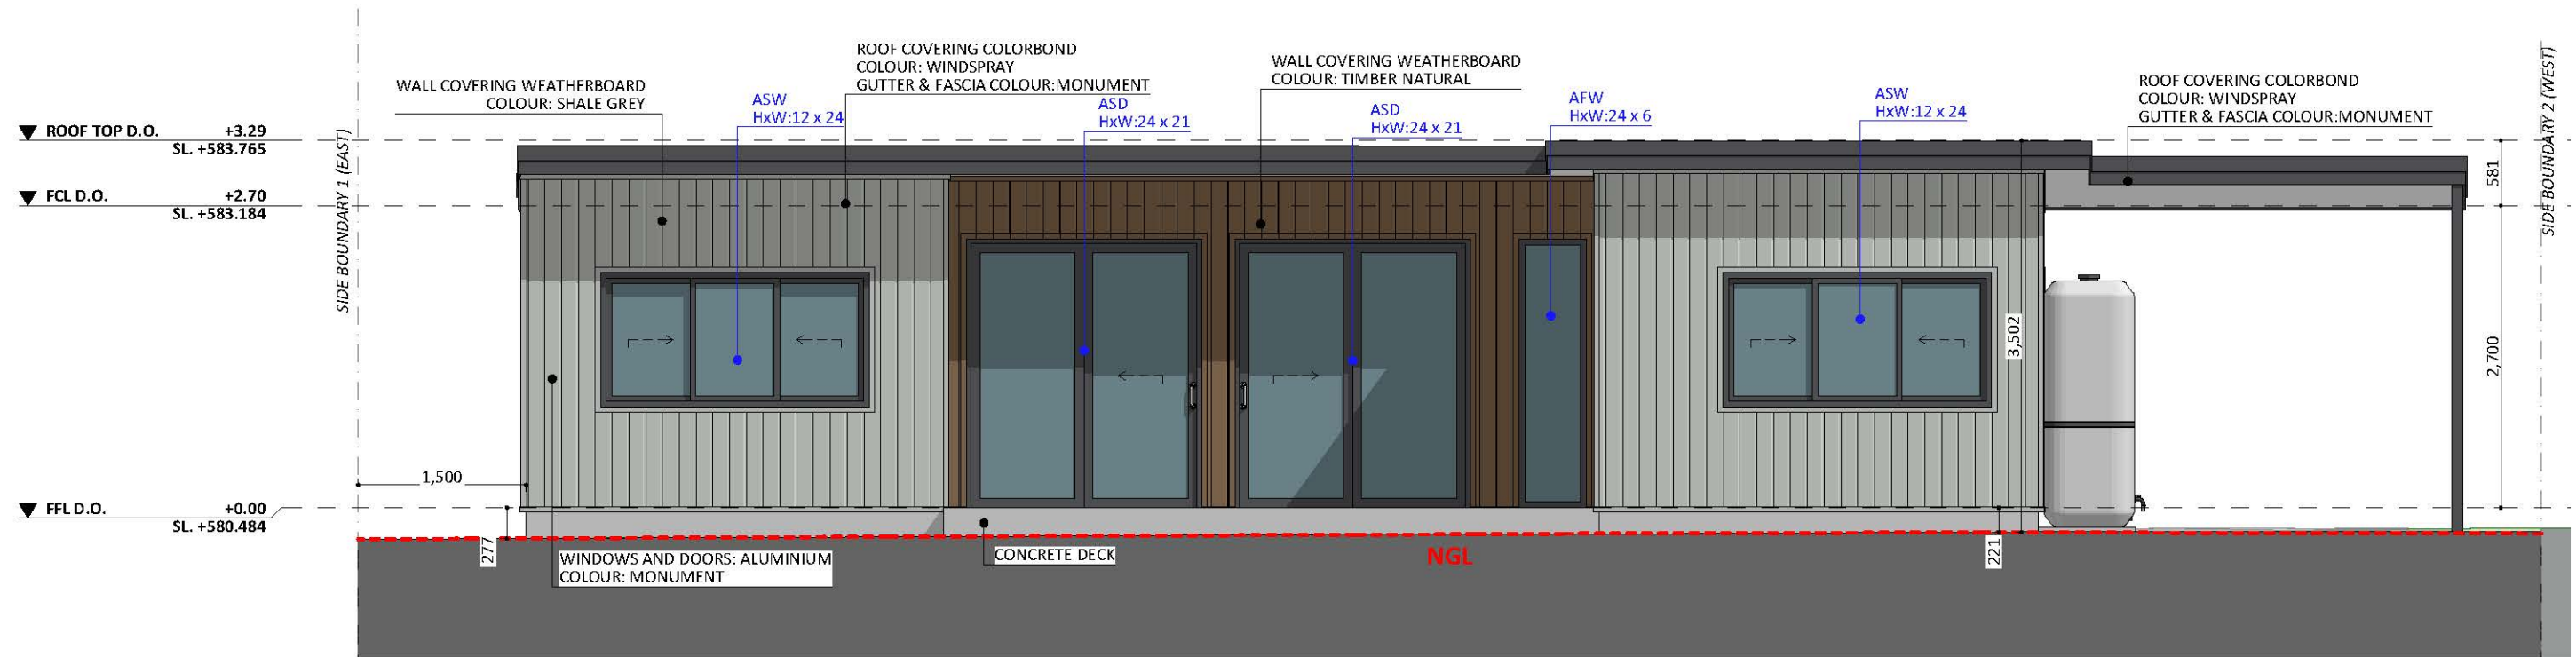 WALL COVERING WEATHERBOARD
COLOUR: SHALE GREY
ROOF COVERING COLORBOND
COLOUR: WINDSPRAY
GUTTER & FASCIA COLOUR:MONUMENT
WALL COVERING WEATHERBOARD
COLOUR: TIMBER NATURAL
ROOF COVERING COLORBOND
COLOUR: WINDSPRAY
GUTTER & FASCIA COLOUR:MONUMENT
ASW
HxW:12 x 24
ASD
HxW:24 x 21
ASD
HxW:24 x 21
AFW
HxW:24 x 6
ASW
HxW:12 x 24
ROOF TOP D.O. +3.29
SL. +583.765
FCL D.O. +2.70
SL. +583.184
SIDE BOUNDARY 1 (EAST)
SIDE BOUNDARY 2 (WEST)
581
3,502
2,700
1,500
FFL D.O. +0.00
SL. +580.484
277
221
WINDOWS AND DOORS: ALUMINIUM
COLOUR: MONUMENT
CONCRETE DECK
NGL